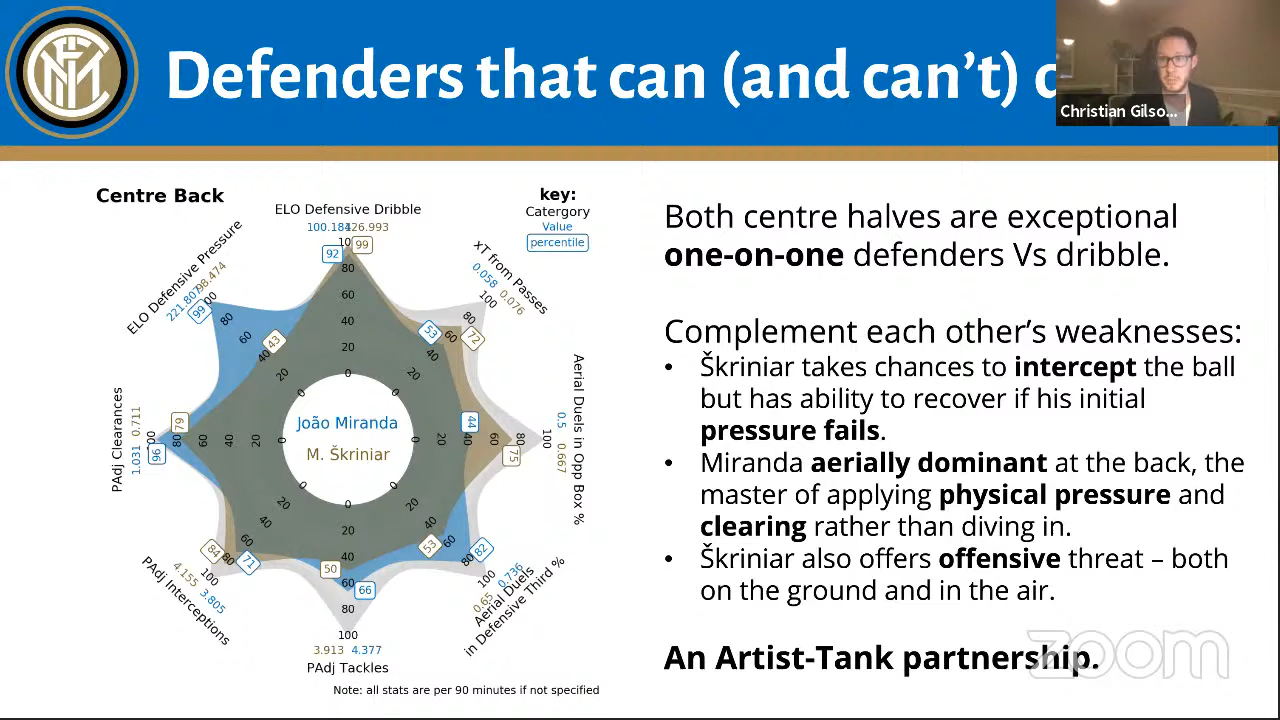 Defenders that can (and can't)
Christian Gilso...
Centre Back
key:
Catergory
Value
percentile
ELO Defensive Dribble
100.184
126.993
92
99
ELO Defensive Pressure
221.807
98.474
99
43
xT from Passes
0.058
0.076
53
72
PAdj Clearances
1.031
0.711
96
79
Aerial Duels in Opp Box %
0.5
0.667
44
75
João Miranda
M. Škriniar
PAdj Interceptions
4.155
3.805
84
71
Aerial Duels
in Defensive Third %
0.65
0.736
53
82
50
66
0
20
40
60
80
100
3.913 4.377
PAdj Tackles
Note: all stats are per 90 minutes if not specified
Both centre halves are exceptional
one-on-one defenders Vs dribble.
Complement each other's weaknesses:
• Škriniar takes chances to intercept the ball
but has ability to recover if his initial
pressure fails.
• Miranda aerially dominant at the back, the
master of applying physical pressure and
clearing rather than diving in.
• Škriniar also offers offensive threat – both
on the ground and in the air.
An Artist-Tank partnership.
zoom